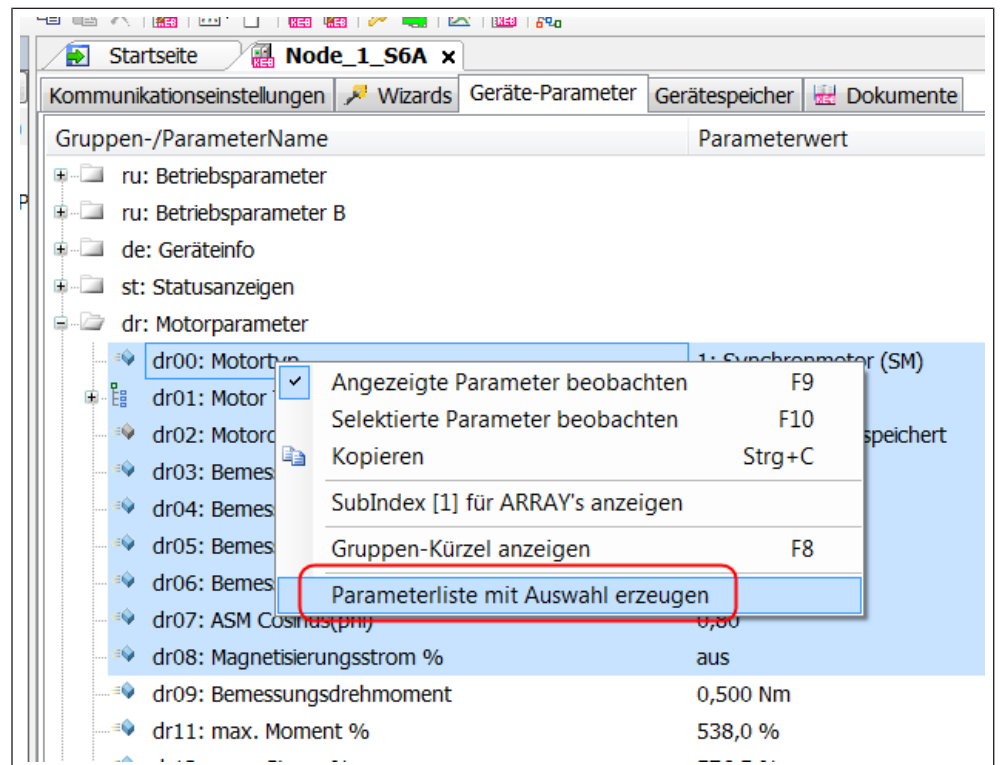 Startseite Node_1_S6A x
Kommunikationseinstellungen Wizards Geräte-Parameter Gerätespeicher Dokumente
Gruppen-/ParameterName Parameterwert
ru: Betriebsparameter
ru: Betriebsparameter B
de: Geräteinfo
st: Statusanzeigen
dr: Motorparameter
dr00: Motortyp 1: Synchronmotor (SM)
Angezeigte Parameter beobachten F9
dr01: Motor
Selektierte Parameter beobachten F10
dr02: Motorc speichert
Kopieren Strg+C
dr03: Bemes
SubIndex [1] für ARRAY's anzeigen
dr04: Bemes
Gruppen-Kürzel anzeigen F8
dr05: Bemes
Parameterliste mit Auswahl erzeugen
dr06: Bemes
dr07: ASM Cosinus(phi) 0,80
dr08: Magnetisierungsstrom % aus
dr09: Bemessungsdrehmoment 0,500 Nm
dr11: max. Moment % 538,0 %